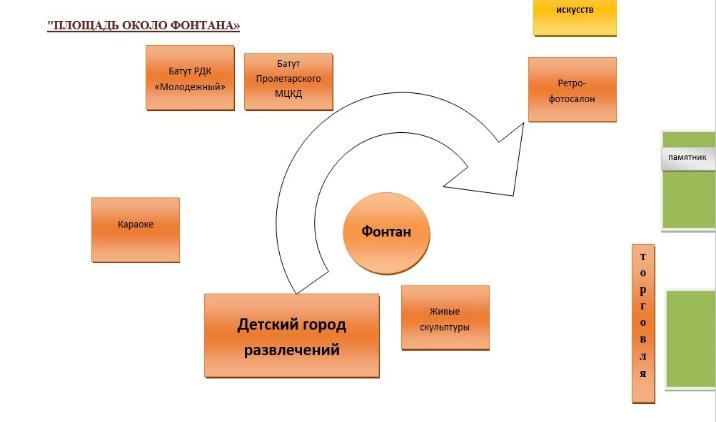 искусств
"ПЛОЩАДЬ ОКОЛО ФОНТАНА»
Батут РДК
«Молодежный»
Батут
Пролетарского
МЦКД
Ретро-
фотосалон
памятник
Караоке
Фонтан
торговля
Живые
скульптуры
Детский город
развлечений